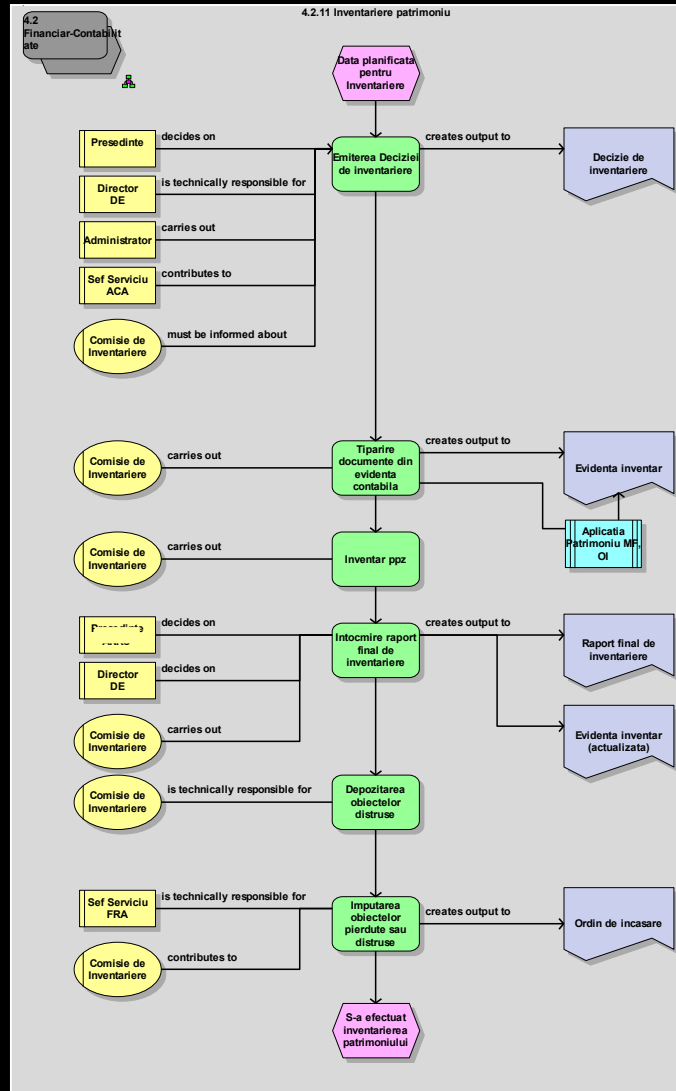 4.2.11 Inventariere patrimoniu
4.2
Financiar-Contabilit
ate
Data planificata
pentru
Inventariere
Presedinte
decides on
Emiterea Deciziei
de inventariere
creates output to
Decizie de
inventariere
Director
DE
is technically responsible for
Administrator
carries out
Sef Serviciu
ACA
contributes to
Comisie de
Inventariere
must be informed about
Comisie de
Inventariere
carries out
Tiparire
documente din
evidenta
contabila
creates output to
Evidenta inventar
Aplicatia
Patrimoniu MF,
OI
Comisie de
Inventariere
carries out
Inventar ppz
decides on
Intocmire raport
final de
inventariere
creates output to
Raport final de
inventariere
Director
DE
decides on
Comisie de
Inventariere
carries out
Evidenta inventar
(actualizata)
Comisie de
Inventariere
is technically responsible for
Depozitarea
obiectelor
distruse
Sef Serviciu
FRA
is technically responsible for
Imputarea
obiectelor
pierdute sau
distruse
creates output to
Ordin de incasare
Comisie de
Inventariere
contributes to
S-a efectuat
inventarierea
patrimoniului